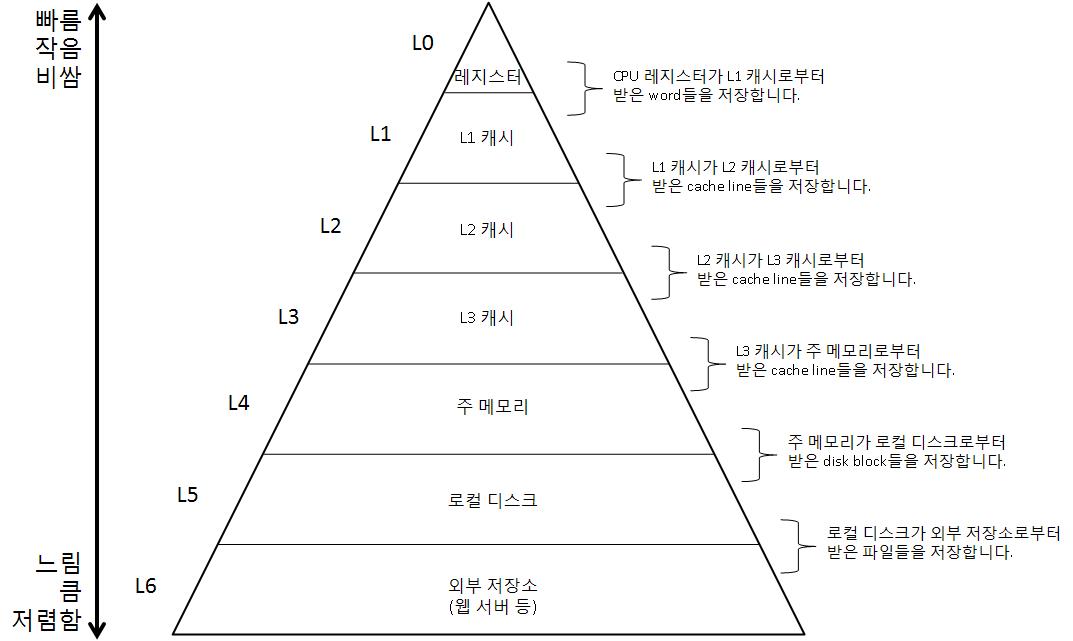 빠름
작음
비쌈
L0
레지스터
CPU 레지스터가 L1 캐시로부터
받은 word들을 저장합니다.
L1
L1 캐시
L1 캐시가 L2 캐시로부터
받은 cache line들을 저장합니다.
L2
L2 캐시
L2 캐시가 L3 캐시로부터
받은 cache line들을 저장합니다.
L3
L3 캐시
L3 캐시가 주 메모리로부터
받은 cache line들을 저장합니다.
L4
주 메모리
주 메모리가 로컬 디스크로부터
받은 disk block들을 저장합니다.
L5
로컬 디스크
로컬 디스크가 외부 저장소로부터
받은 파일들을 저장합니다.
느림
큼
저렴함
L6
외부 저장소
(웹 서버 등)